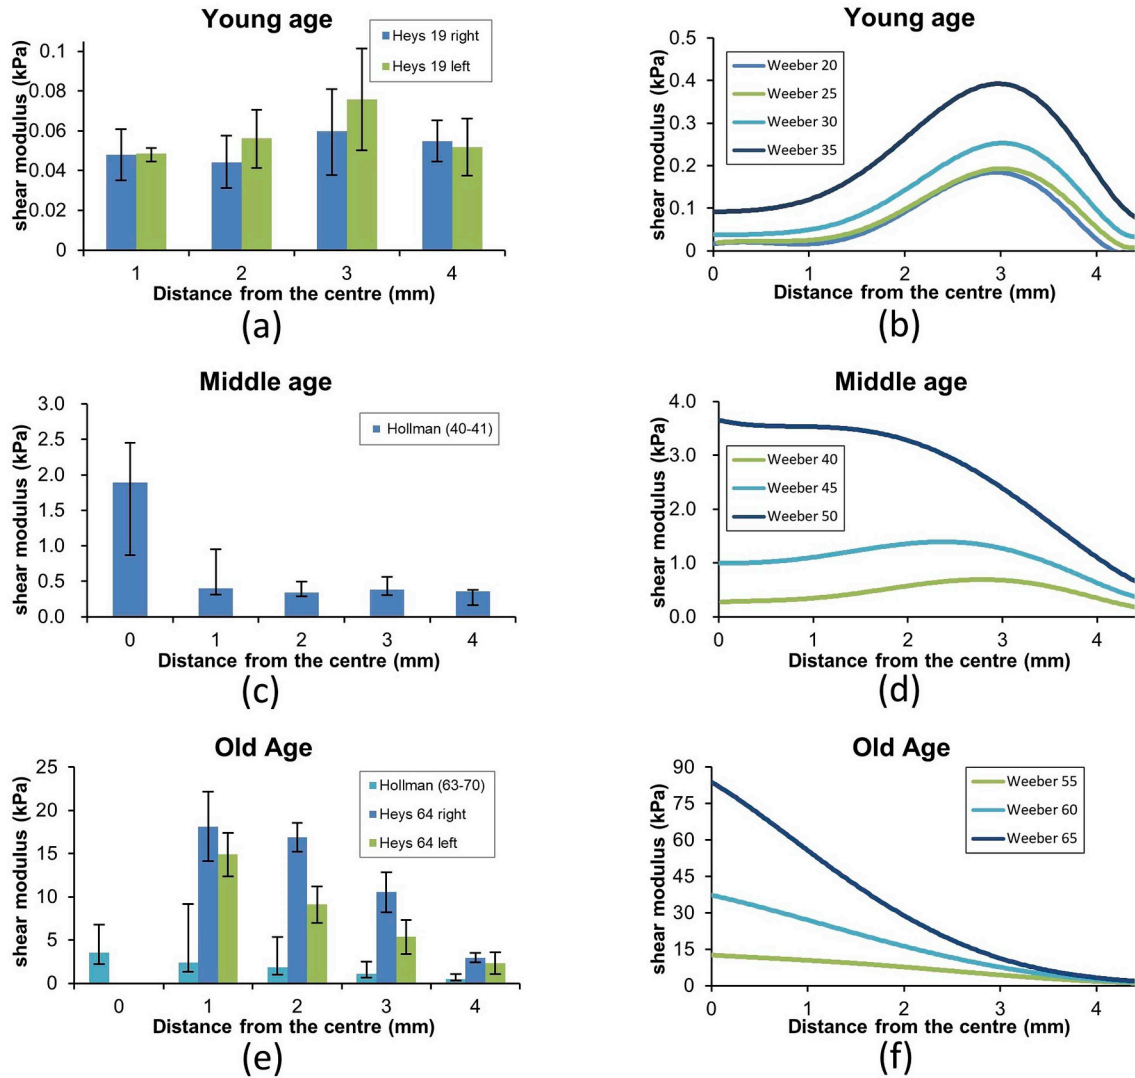 Young age
shear modulus (kPa)
0.1
0.08
0.06
0.04
0.02
0
Heys 19 right
Heys 19 left
1 2 3 4
Distance from the centre (mm)
(a)
Young age
shear modulus (kPa)
0.5
0.4
0.3
0.2
0.1
0.0
Weeber 20
Weeber 25
Weeber 30
Weeber 35
0 1 2 3 4
Distance from the centre (mm)
(b)
Middle age
shear modulus (kPa)
3.0
2.5
2.0
1.5
1.0
0.5
0.0
Hollman (40-41)
0 1 2 3 4
Distance from the centre (mm)
(c)
Middle age
shear modulus (kPa)
4.0
3.0
2.0
1.0
0.0
Weeber 40
Weeber 45
Weeber 50
0 1 2 3 4
Distance from the centre (mm)
(d)
Old Age
shear modulus (kPa)
25
20
15
10
5
0
Hollman (63-70)
Heys 64 right
Heys 64 left
0 1 2 3 4
Distance from the centre (mm)
(e)
Old Age
shear modulus (kPa)
90
75
60
45
30
15
0
Weeber 55
Weeber 60
Weeber 65
0 1 2 3 4
Distance from the centre (mm)
(f)